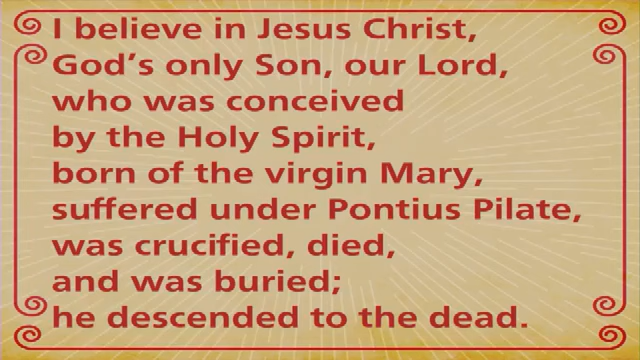 I believe in Jesus Christ,
God’s only Son, our Lord,
who was conceived
by the Holy Spirit,
born of the virgin Mary,
suffered under Pontius Pilate,
was crucified, died,
and was buried;
he descended to the dead.